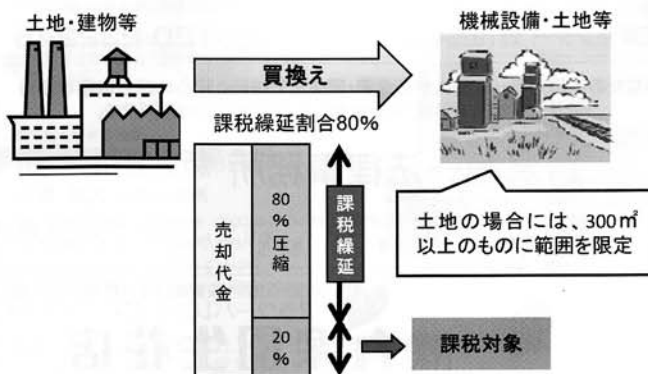 土地・建物等
機械設備・土地等
買換え
課税繰延割合80%
売却代金
80%圧縮
課税繰延
土地の場合には、300㎡
以上のものに範囲を限定
20%
課税対象